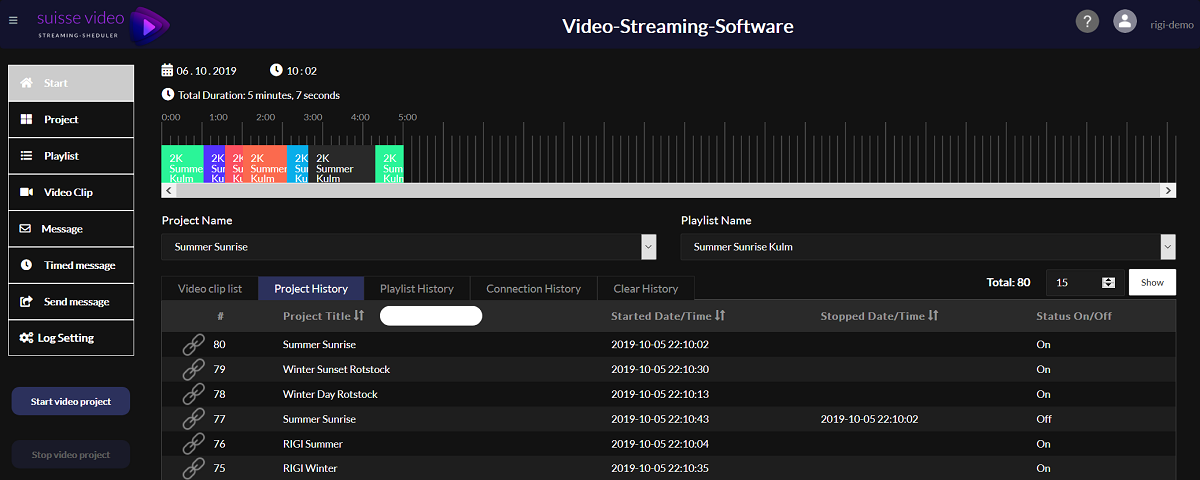 suisse video
STREAMING-SHEDULER
Video-Streaming-Software
?
rigi-demo
Start
Project
Playlist
Video Clip
Message
Timed message
Send message
Log Setting
Start video project
Stop video project
06 . 10 . 2019 10 : 02
Total Duration: 5 minutes, 7 seconds
0:00 1:00 2:00 3:00 4:00 5:00
2K 2K 2K 2K 2K 2K 2K
Summe Sum Su Summer Sum Summer Sum
Kulm Kul Ku Kulm Kul Kulm Kulm
Project Name Playlist Name
Summer Sunrise Summer Sunrise Kulm
Video clip list Project History Playlist History Connection History Clear History Total: 80 15 Show
# Project Title Started Date/Time Stopped Date/Time Status On/Off
80 Summer Sunrise 2019-10-05 22:10:02 On
79 Winter Sunset Rotstock 2019-10-05 22:10:30 On
78 Winter Day Rotstock 2019-10-05 22:10:13 On
77 Summer Sunrise 2019-10-05 22:10:43 2019-10-05 22:10:02 Off
76 RIGI Summer 2019-10-05 22:10:04 On
75 RIGI Winter 2019-10-05 22:10:35 On